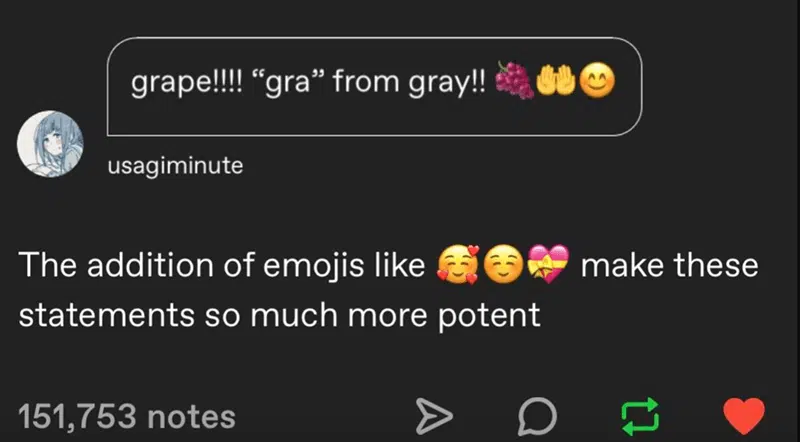 grape!!!! “gra” from gray!! 🍇🤲😊
usagiminute
The addition of emojis like 🥰☺️💝 make these
statements so much more potent
151,753 notes